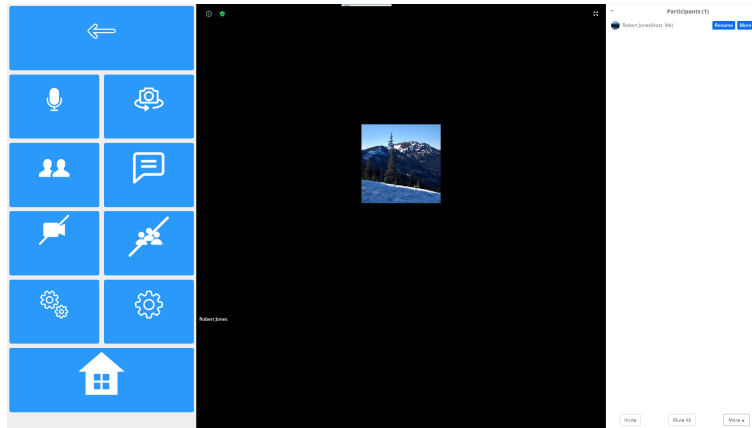 Participants (1)
Robert Jones(Host, Me)
Rename
More
Robert Jones
Invite
Mute All
More